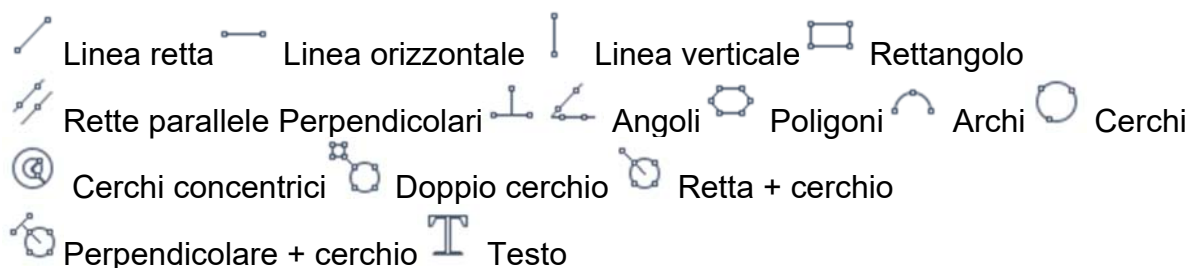 Linea retta Linea orizzontale Linea verticale Rettangolo
Rette parallele Perpendicolari Angoli Poligoni Archi Cerchi
Cerchi concentrici Doppio cerchio Retta + cerchio
Perpendicolare + cerchio T Testo